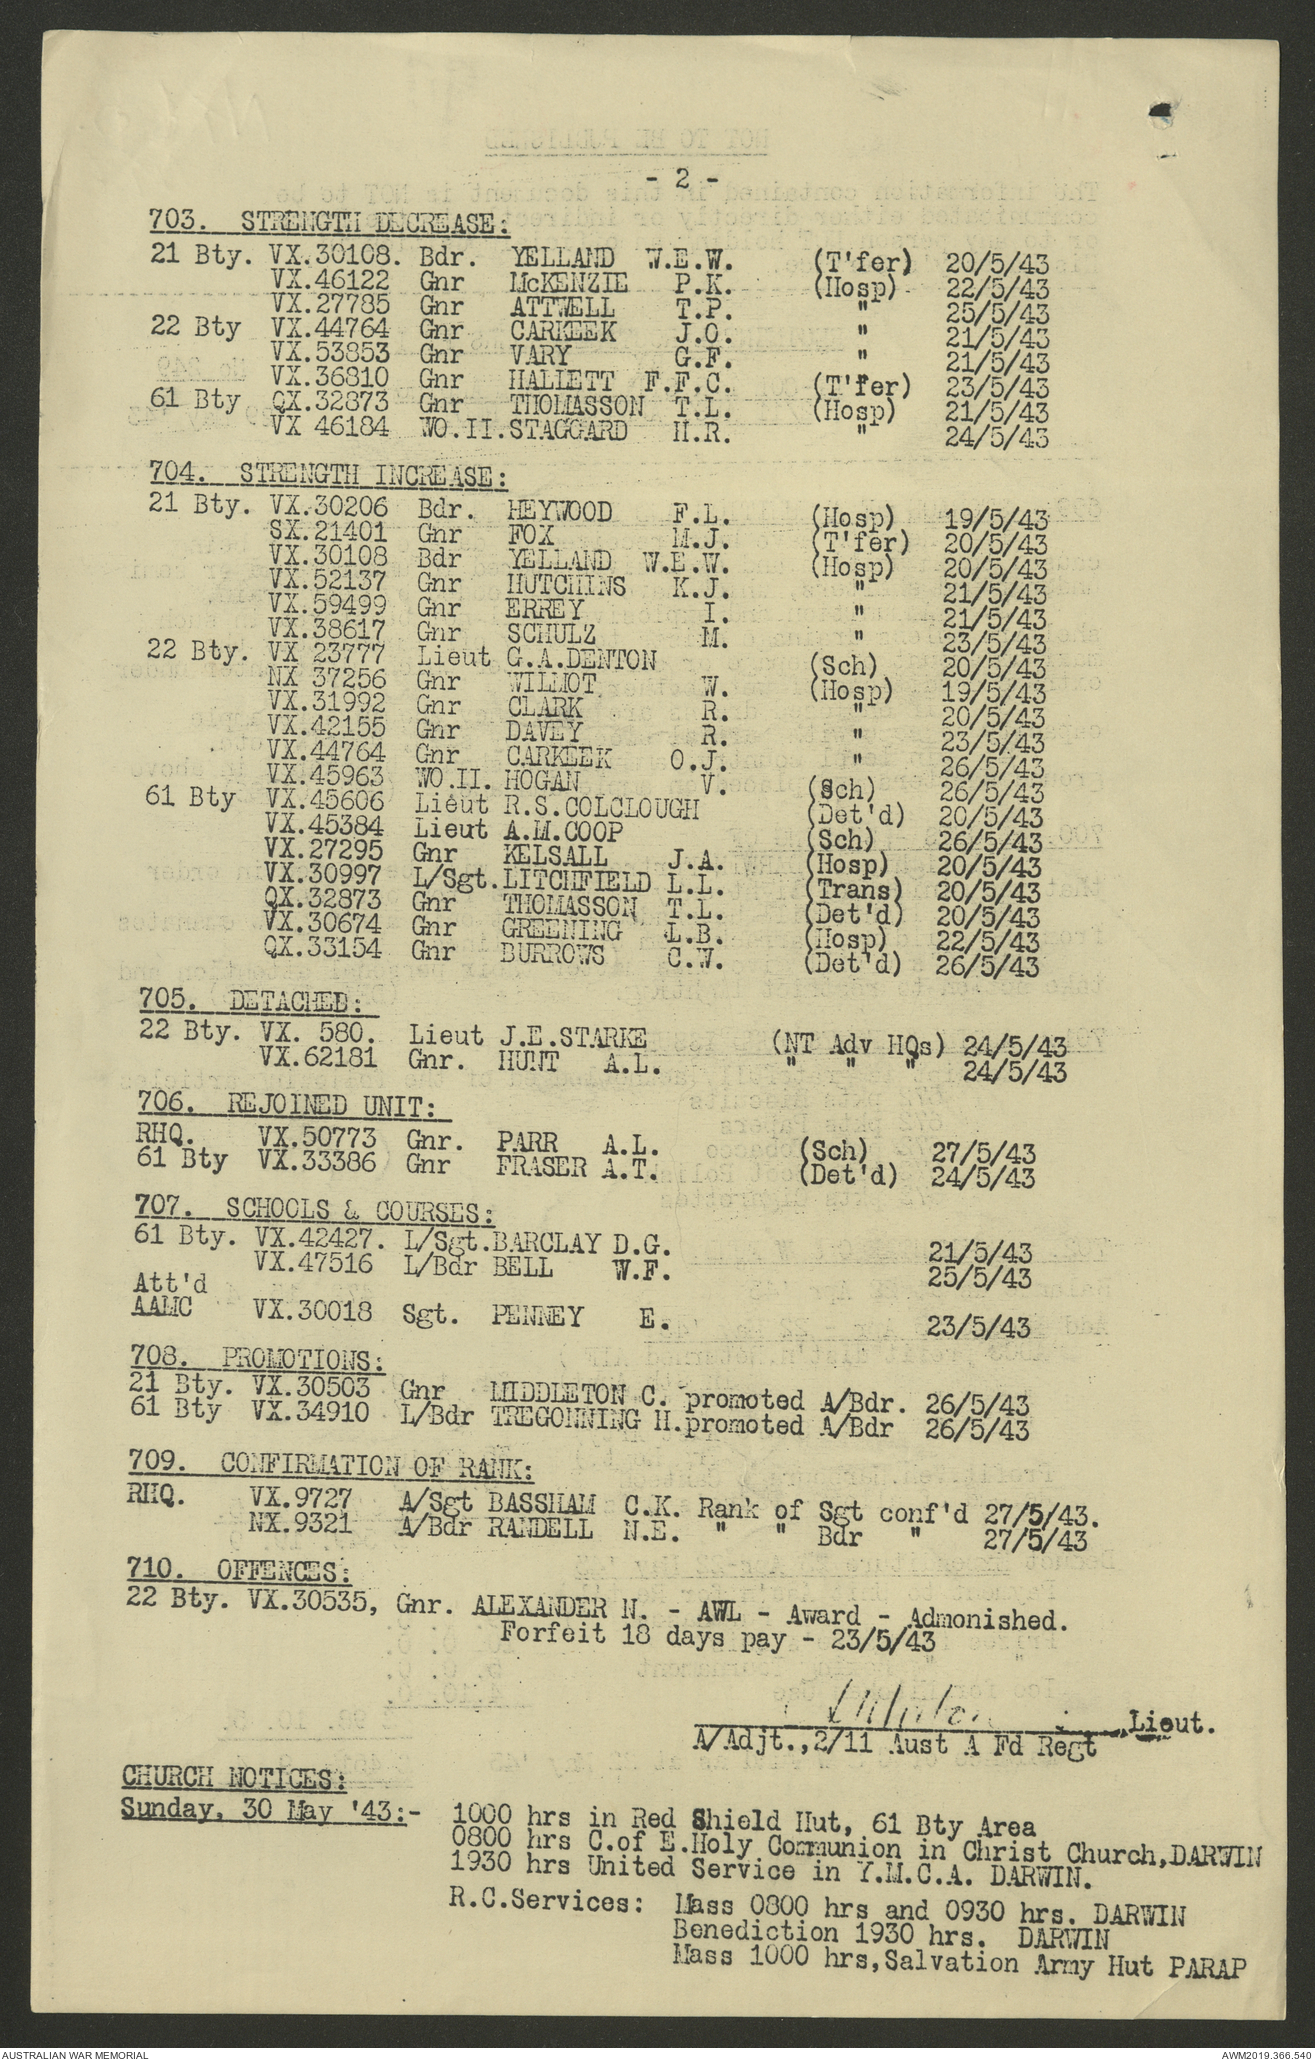 - 2 -
703. STRENGTH DECREASE:
21 Bty. VX.30108. Bdr. YELLAND W.E.W. (T'fer) 20/5/43
VX.46122 Gnr McKENZIE P.K. (Hosp) 22/5/43
VX.27785 Gnr ATTWELL T.P. " 25/5/43
22 Bty VX.44764 Gnr CARKEEK J.O. " 21/5/43
VX.53853 Gnr VARY G.F. " 21/5/43
VX.36810 Gnr HALIETT F.F.C. (T'fer) 23/5/43
61 Bty QX.32873 Gnr THOMASSON T.L. (Hosp) 21/5/43
VX 46184 WO.II. STAGGARD H.R. " 24/5/43
704. STRENGTH INCREASE:
21 Bty. VX.30206 Bdr. HEYWOOD F.L. (Hosp) 19/5/43
SX.21401 Gnr FOX M.J. (T'fer) 20/5/43
VX.30108 Bdr YELLAND W.E.W. (Hosp) 20/5/43
VX.52137 Gnr HUTCHINS K.J. " 21/5/43
VX.59499 Gnr ERREY I. " 21/5/43
VX.38617 Gnr SCHULZ M. " 23/5/43
22 Bty. VX 23777 Lieut G.A.DENTON (Sch) 20/5/43
NX 37256 Gnr WILMOT W. (Hosp) 19/5/43
VX.31992 Gnr CLARK R. " 20/5/43
VX.42155 Gnr DAVEY R. " 23/5/43
VX.44764 Gnr CARKEEK O.J. " 26/5/43
VX.45963 WO.II. HOGAN V. (Sch) 26/5/43
61 Bty VX.45606 Lieut R.S.COLCLOUGH (Det'd) 20/5/43
VX.45384 Lieut A.M.COOP (Sch) 26/5/43
VX.27295 Gnr KELSALL J.A. (Hosp) 20/5/43
VX.30997 L/Sgt. LITCHFIELD L.L. (Trans) 20/5/43
QX.32873 Gnr THOMASSON T.L. (Det'd) 20/5/43
VX.30674 Gnr GREENING L.B. (Hosp) 22/5/43
QX.33154 Gnr BURROWS C.W. (Det'd) 26/5/43
705. DETACHED:
22 Bty. VX. 580. Lieut J.E.STARKE (NT Adv HQs) 24/5/43
VX.62181 Gnr. HUNT A.L. " " " 24/5/43
706. REJOINED UNIT:
RHQ. VX.50773 Gnr. PARR A.L. (Sch) 27/5/43
61 Bty VX.33386 Gnr FRASER A.T. (Det'd) 24/5/43
707. SCHOOLS & COURSES:
61 Bty. VX.42427. L/Sgt. BARCLAY D.G. 21/5/43
VX.47516 L/Bdr BELL W.F. 25/5/43
Att'd
AAMC VX.30018 Sgt. PENNEY E. 23/5/43
708. PROMOTIONS:
21 Bty. VX.30503 Gnr MIDDLETON C. promoted A/Bdr. 26/5/43
61 Bty VX.34910 L/Bdr TREGONNING H. promoted A/Bdr 26/5/43
709. CONFIRMATION OF RANK:
RHQ. VX.9727 A/Sgt BASSHAM C.K. Rank of Sgt conf'd 27/5/43.
NX.9321 A/Bdr RANDELL N.E. " " Bdr " 27/5/43
710. OFFENCES:
22 Bty. VX.30535, Gnr. ALEXANDER N. - AWL - Award - Admonished.
Forfeit 18 days pay - 23/5/43
Lieut.
A/Adjt.,2/11 Aust A Fd Regt
CHURCH NOTICES:
Sunday, 30 May '43:- 1000 hrs in Red Shield Hut, 61 Bty Area
0800 hrs C.of E.Holy Communion in Christ Church,DARWIN
1930 hrs United Service in Y.M.C.A. DARWIN.
R.C.Services: Mass 0800 hrs and 0930 hrs. DARWIN
Benediction 1930 hrs. DARWIN
Mass 1000 hrs,Salvation Army Hut PARAP
AUSTRALIAN WAR MEMORIAL
AWM2019.366.540